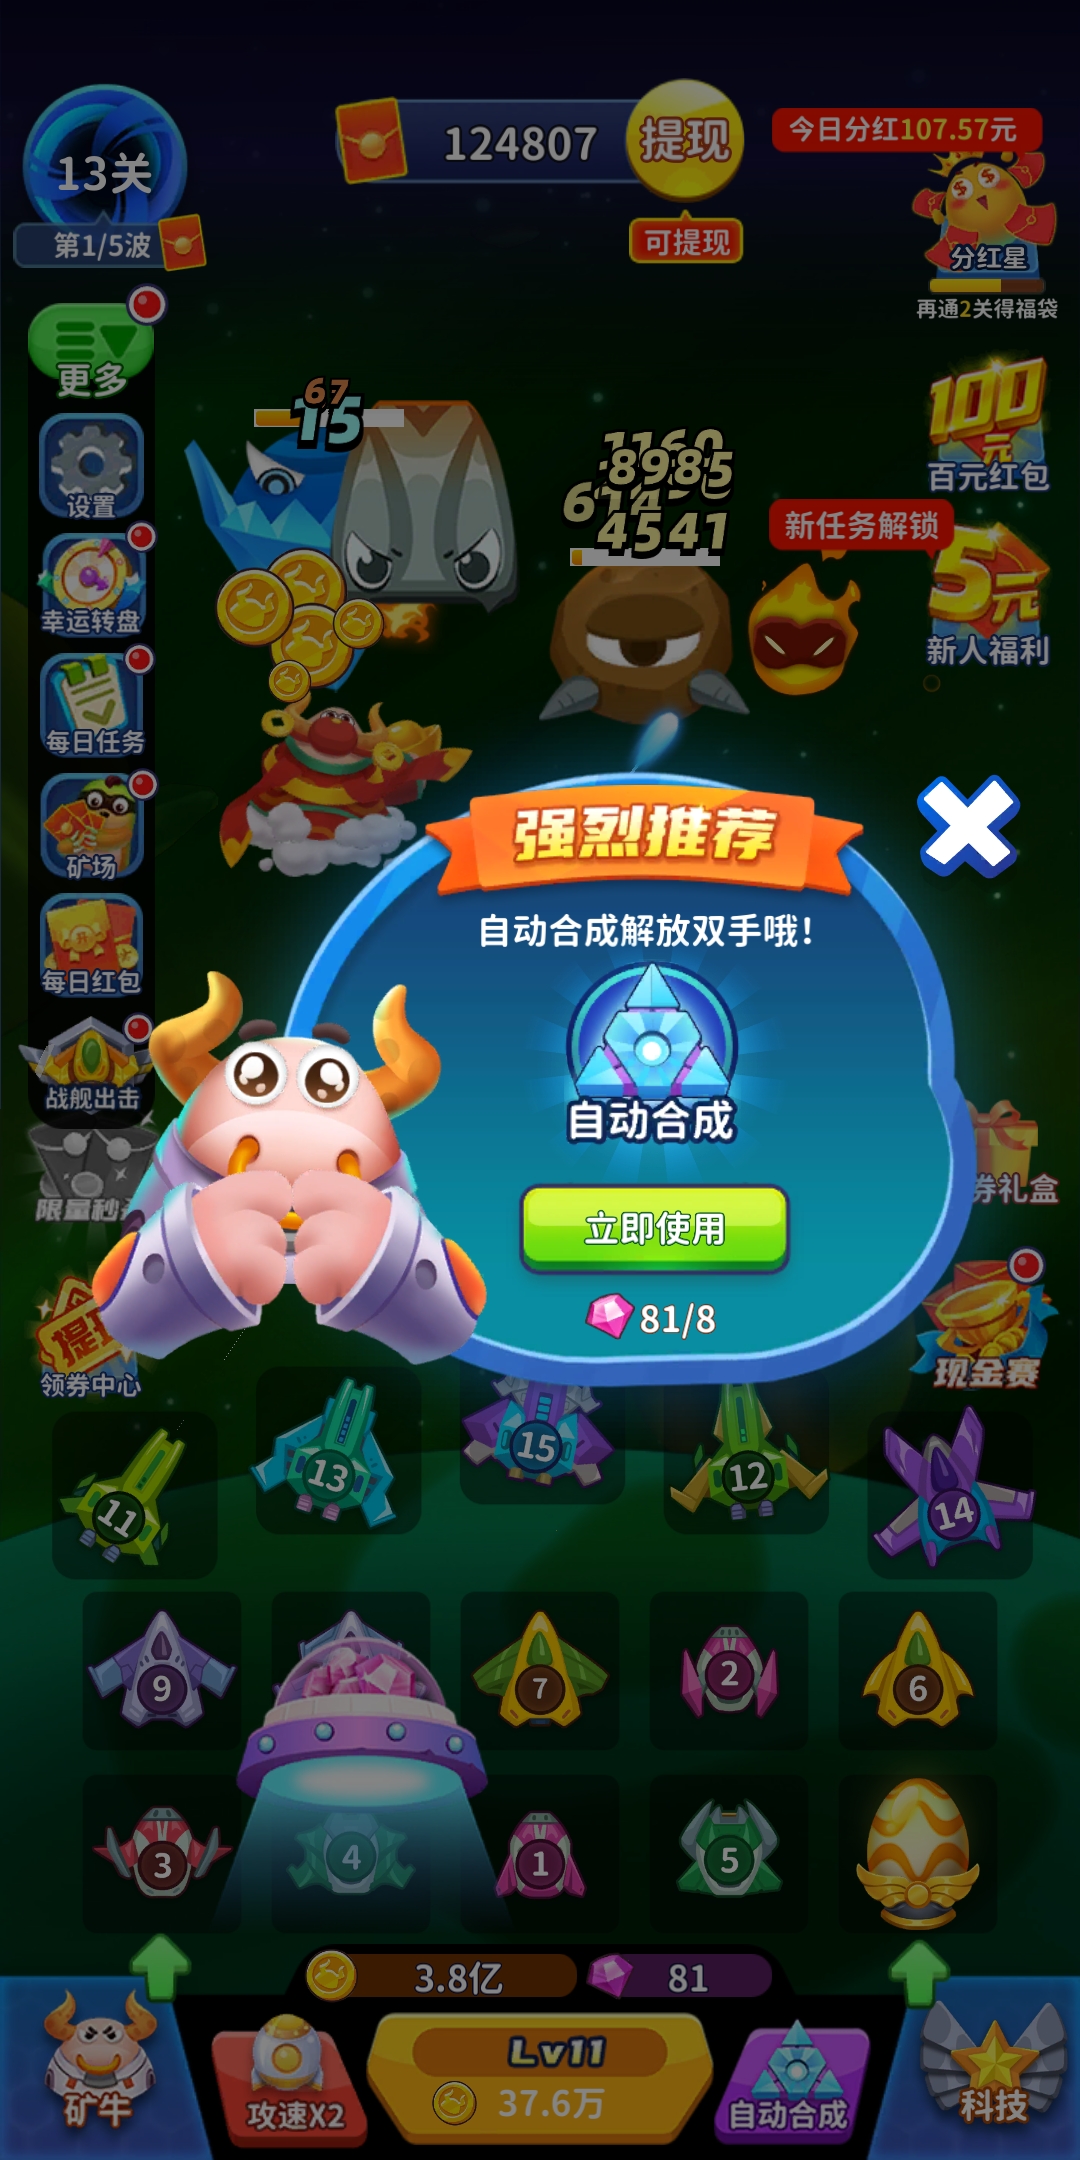 13关
第1/5波
124807
提现
可提现
今日分红107.57元
分红星
再通2关得福袋
更多
设置
幸运转盘
每日任务
矿场
每日红包
战舰出击
领券中心
67
15
8985
4541
100元
百元红包
新任务解锁
5元
新人福利
强烈推荐
自动合成解放双手哦!
自动合成
立即使用
81/8
券礼盒
现金赛
11
13
15
12
14
9
7
2
6
3
4
1
5
3.8亿
81
矿牛
攻速X2
Lv11
37.6万
自动合成
科技